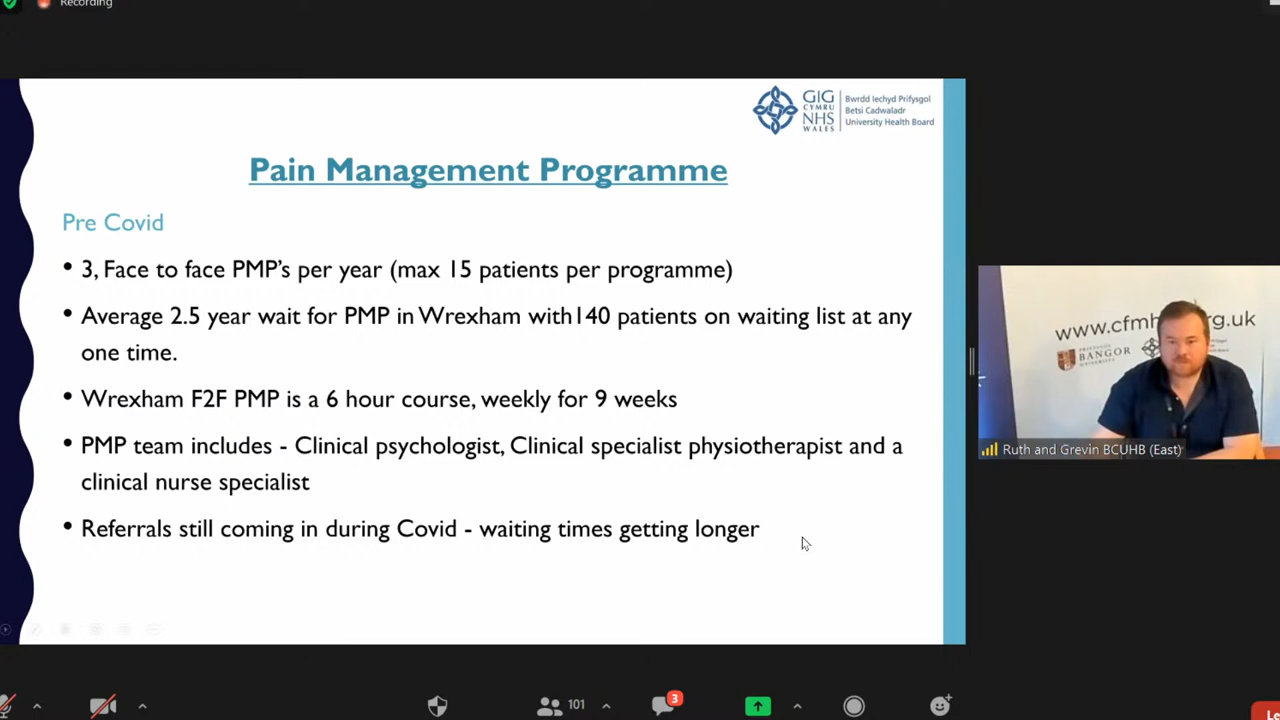 Recording
GIG
CYMRU
NHS
WALES
Bwrdd Iechyd Prifysgol
Betsi Cadwaladr
University Health Board
Pain Management Programme
Pre Covid
• 3, Face to face PMP's per year (max 15 patients per programme)
• Average 2.5 year wait for PMP in Wrexham with140 patients on waiting list at any
one time.
• Wrexham F2F PMP is a 6 hour course, weekly for 9 weeks
• PMP team includes - Clinical psychologist, Clinical specialist physiotherapist and a
clinical nurse specialist
• Referrals still coming in during Covid - waiting times getting longer
www.cfmh
rg.uk
PRIFYSGOL
BANGOR
UNIVERSITY
Ruth and Grevin BCUHB (East)
101
3
Le